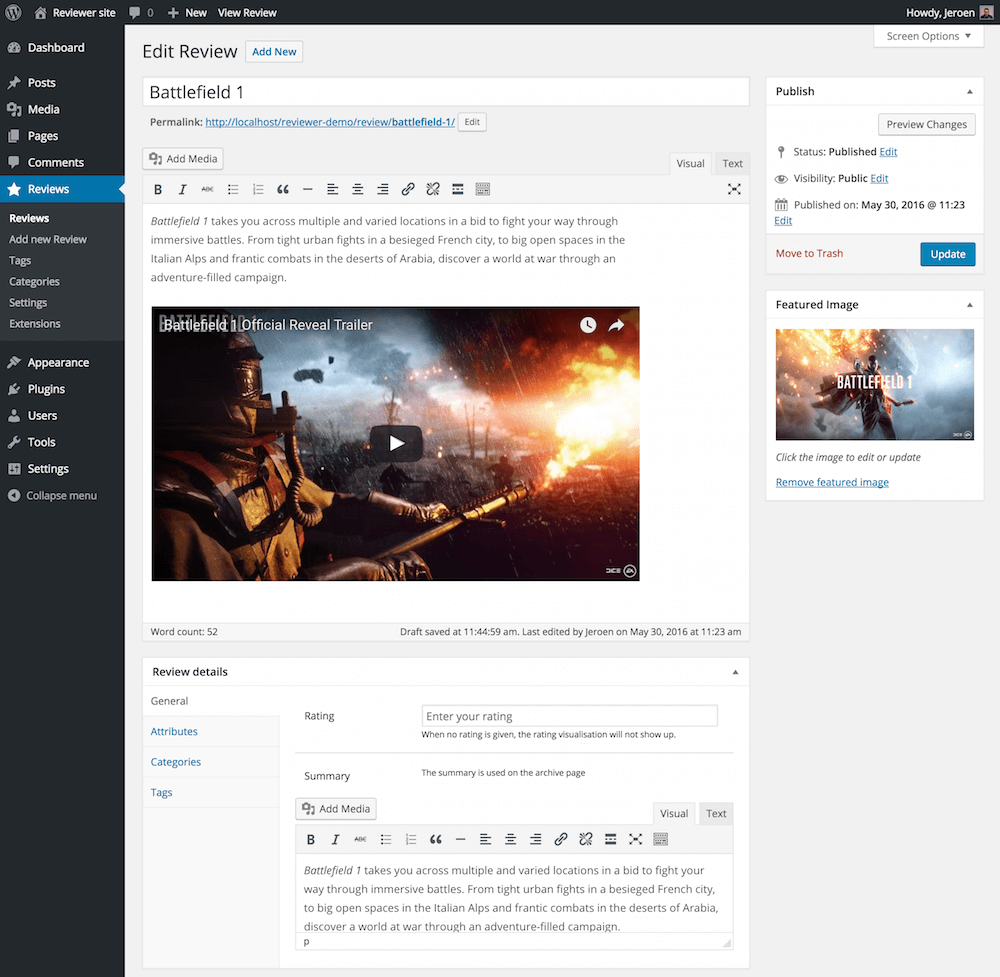 Reviewer site 0 New View Review Howdy, Jeroen
Screen Options
Dashboard
Posts
Media
Pages
Comments
Reviews
Reviews
Add new Review
Tags
Categories
Settings
Extensions
Appearance
Plugins
Users
Tools
Settings
Collapse menu
Edit Review Add New
Battlefield 1
Permalink: http://localhost/reviewer-demo/review/battlefield-1/ Edit
Add Media
Visual Text
B I ABC
Battlefield 1 takes you across multiple and varied locations in a bid to fight your way through
immersive battles. From tight urban fights in a besieged French city, to big open spaces in the
Italian Alps and frantic combats in the deserts of Arabia, discover a world at war through an
adventure-filled campaign.
BATTLEFIELD 1
Battlefield 1 Official Reveal Trailer
DICE EA
Word count: 52 Draft saved at 11:44:59 am. Last edited by Jeroen on May 30, 2016 at 11:23 am
Review details
General
Attributes
Categories
Tags
Rating Enter your rating
When no rating is given, the rating visualisation will not show up.
Summary The summary is used on the archive page
Add Media
Visual Text
B I ABC
Battlefield 1 takes you across multiple and varied locations in a bid to fight your
way through immersive battles. From tight urban fights in a besieged French city,
to big open spaces in the Italian Alps and frantic combats in the deserts of Arabia,
discover a world at war through an adventure-filled campaign.
p
Publish
Preview Changes
Status: Published Edit
Visibility: Public Edit
Published on: May 30, 2016 @ 11:23
Edit
Move to Trash Update
Featured Image
BATTLEFIELD 1
DICE EA
Click the image to edit or update
Remove featured image